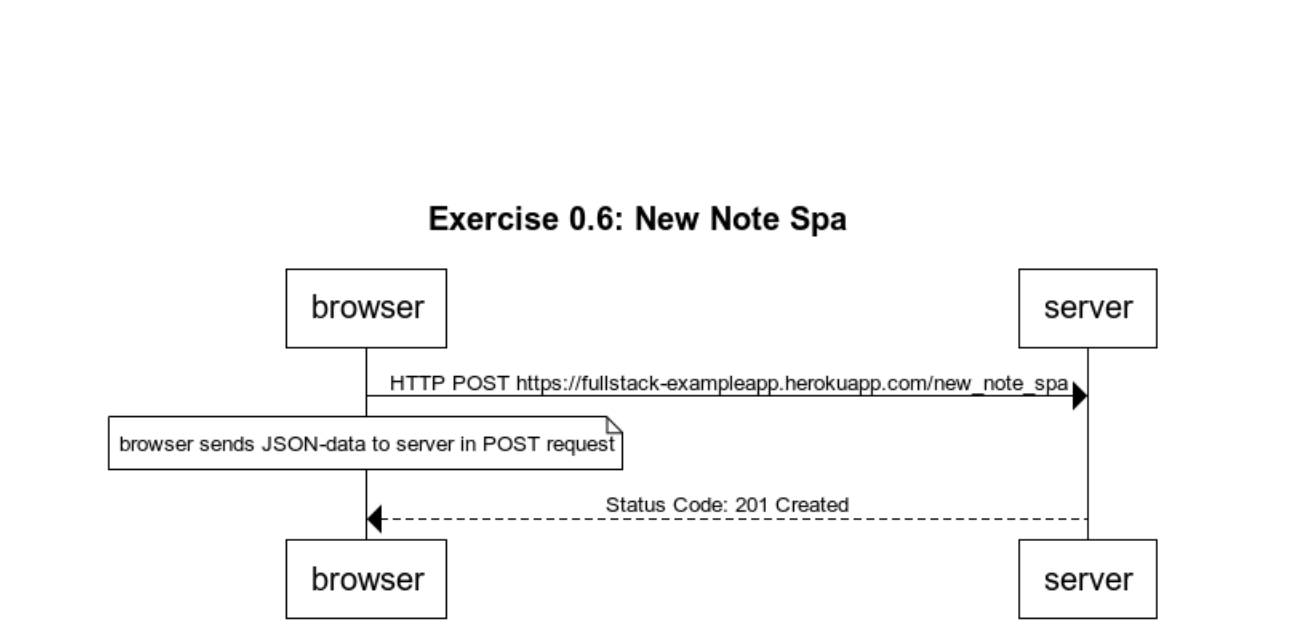 Exercise 0.6: New Note Spa
browser server
HTTP POST https://fullstack-exampleapp.herokuapp.com/new_note_spa
browser sends JSON-data to server in POST request
Status Code: 201 Created
browser server